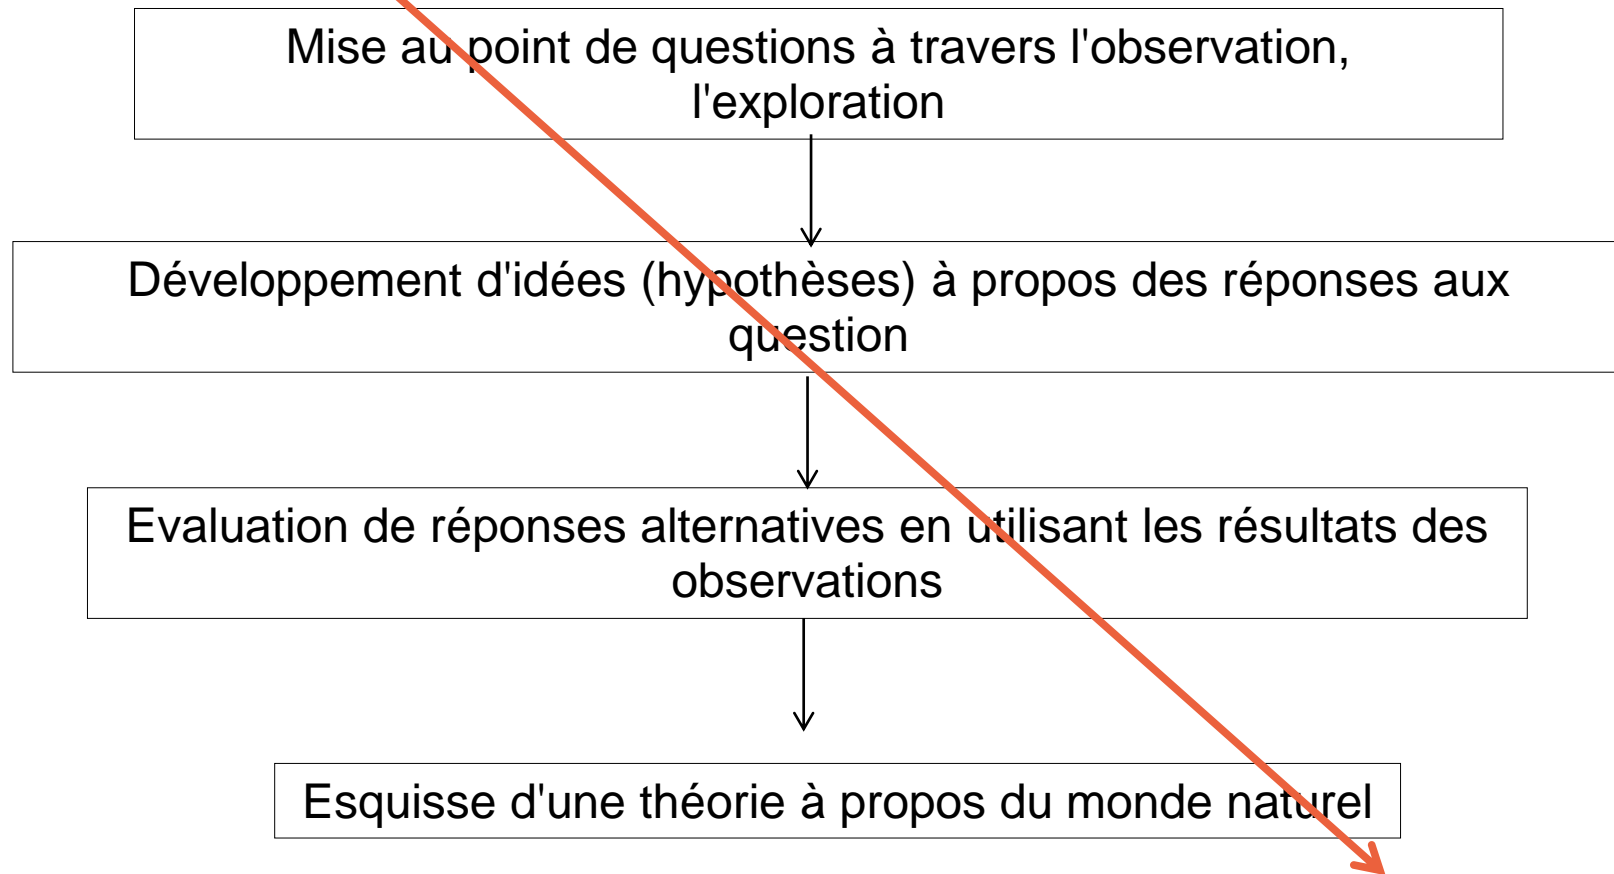 Mise au point de questions à travers l'observation,
l'exploration
Développement d'idées (hypothèses) à propos des réponses aux
question
Evaluation de réponses alternatives en utilisant les résultats des
observations
Esquisse d'une théorie à propos du monde naturel